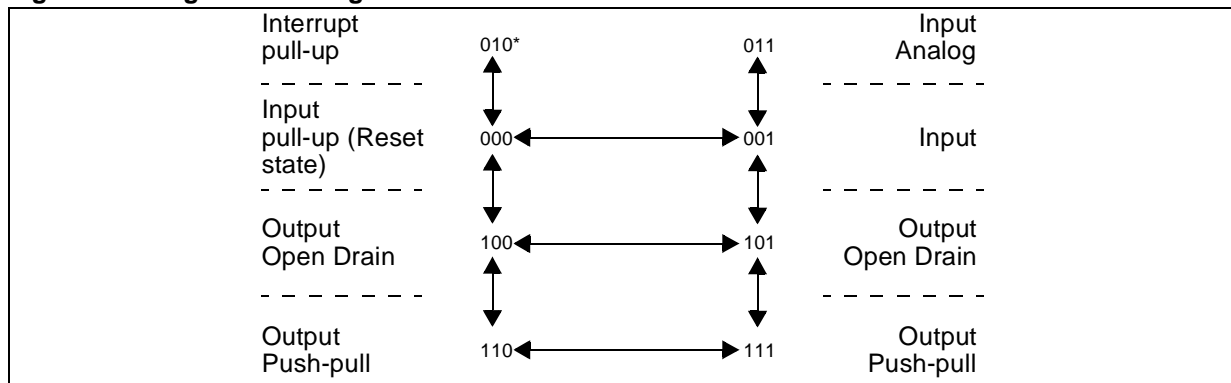 Interrupt
pull-up
010*
011
Input
Analog
Input
pull-up (Reset
state)
000
001
Input
Output
Open Drain
100
101
Output
Open Drain
Output
Push-pull
110
111
Output
Push-pull